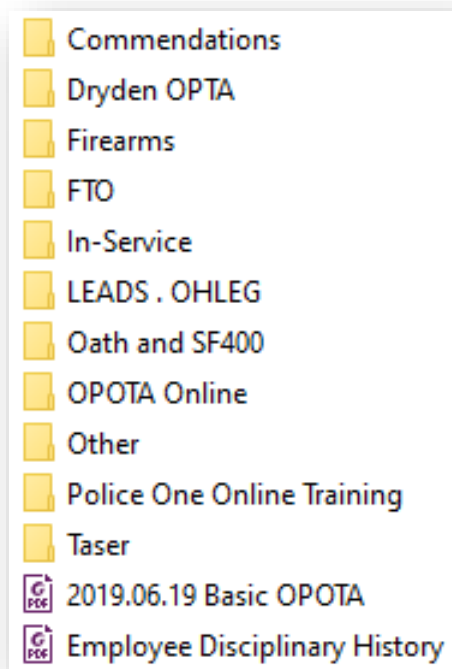 Commendations
Dryden OPTA
Firearms
FTO
In-Service
LEADS . OHLEG
Oath and SF400
OPOTA Online
Other
Police One Online Training
Taser
2019.06.19 Basic OPOTA
Employee Disciplinary History